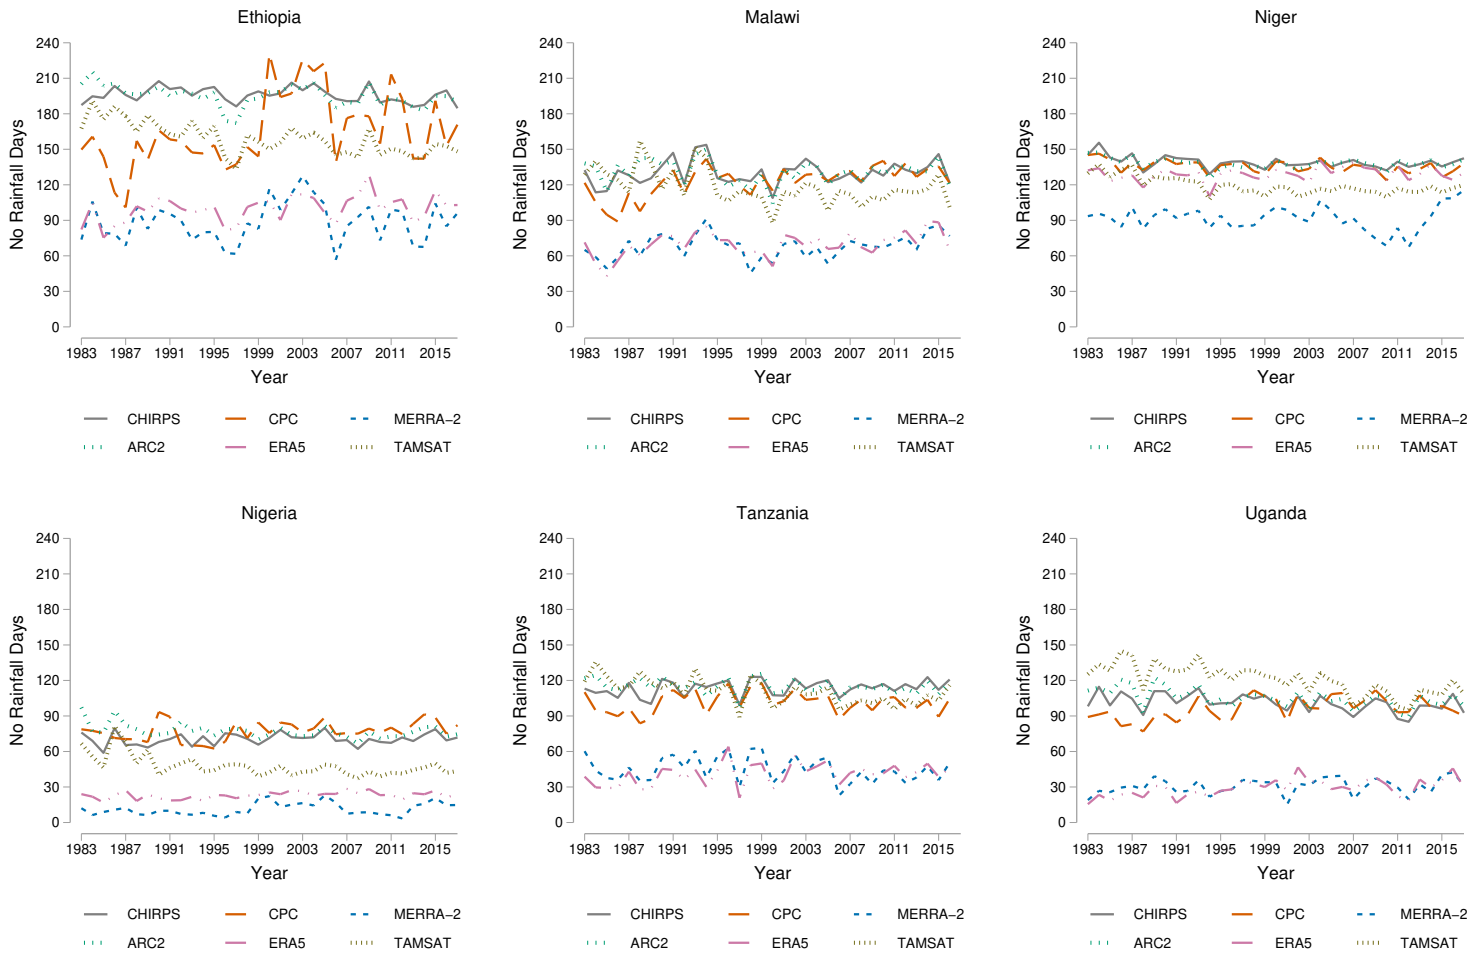 Ethiopia
No Rainfall Days
240
210
180
150
120
90
60
30
0
1983 1987 1991 1995 1999 2003 2007 2011 2015
Year
CHIRPS CPC MERRA-2
ARC2 ERA5 TAMSAT
Malawi
No Rainfall Days
240
210
180
150
120
90
60
30
0
1983 1987 1991 1995 1999 2003 2007 2011 2015
Year
CHIRPS CPC MERRA-2
ARC2 ERA5 TAMSAT
Niger
No Rainfall Days
240
210
180
150
120
90
60
30
0
1983 1987 1991 1995 1999 2003 2007 2011 2015
Year
CHIRPS CPC MERRA-2
ARC2 ERA5 TAMSAT
Nigeria
No Rainfall Days
240
210
180
150
120
90
60
30
0
1983 1987 1991 1995 1999 2003 2007 2011 2015
Year
CHIRPS CPC MERRA-2
ARC2 ERA5 TAMSAT
Tanzania
No Rainfall Days
240
210
180
150
120
90
60
30
0
1983 1987 1991 1995 1999 2003 2007 2011 2015
Year
CHIRPS CPC MERRA-2
ARC2 ERA5 TAMSAT
Uganda
No Rainfall Days
240
210
180
150
120
90
60
30
0
1983 1987 1991 1995 1999 2003 2007 2011 2015
Year
CHIRPS CPC MERRA-2
ARC2 ERA5 TAMSAT